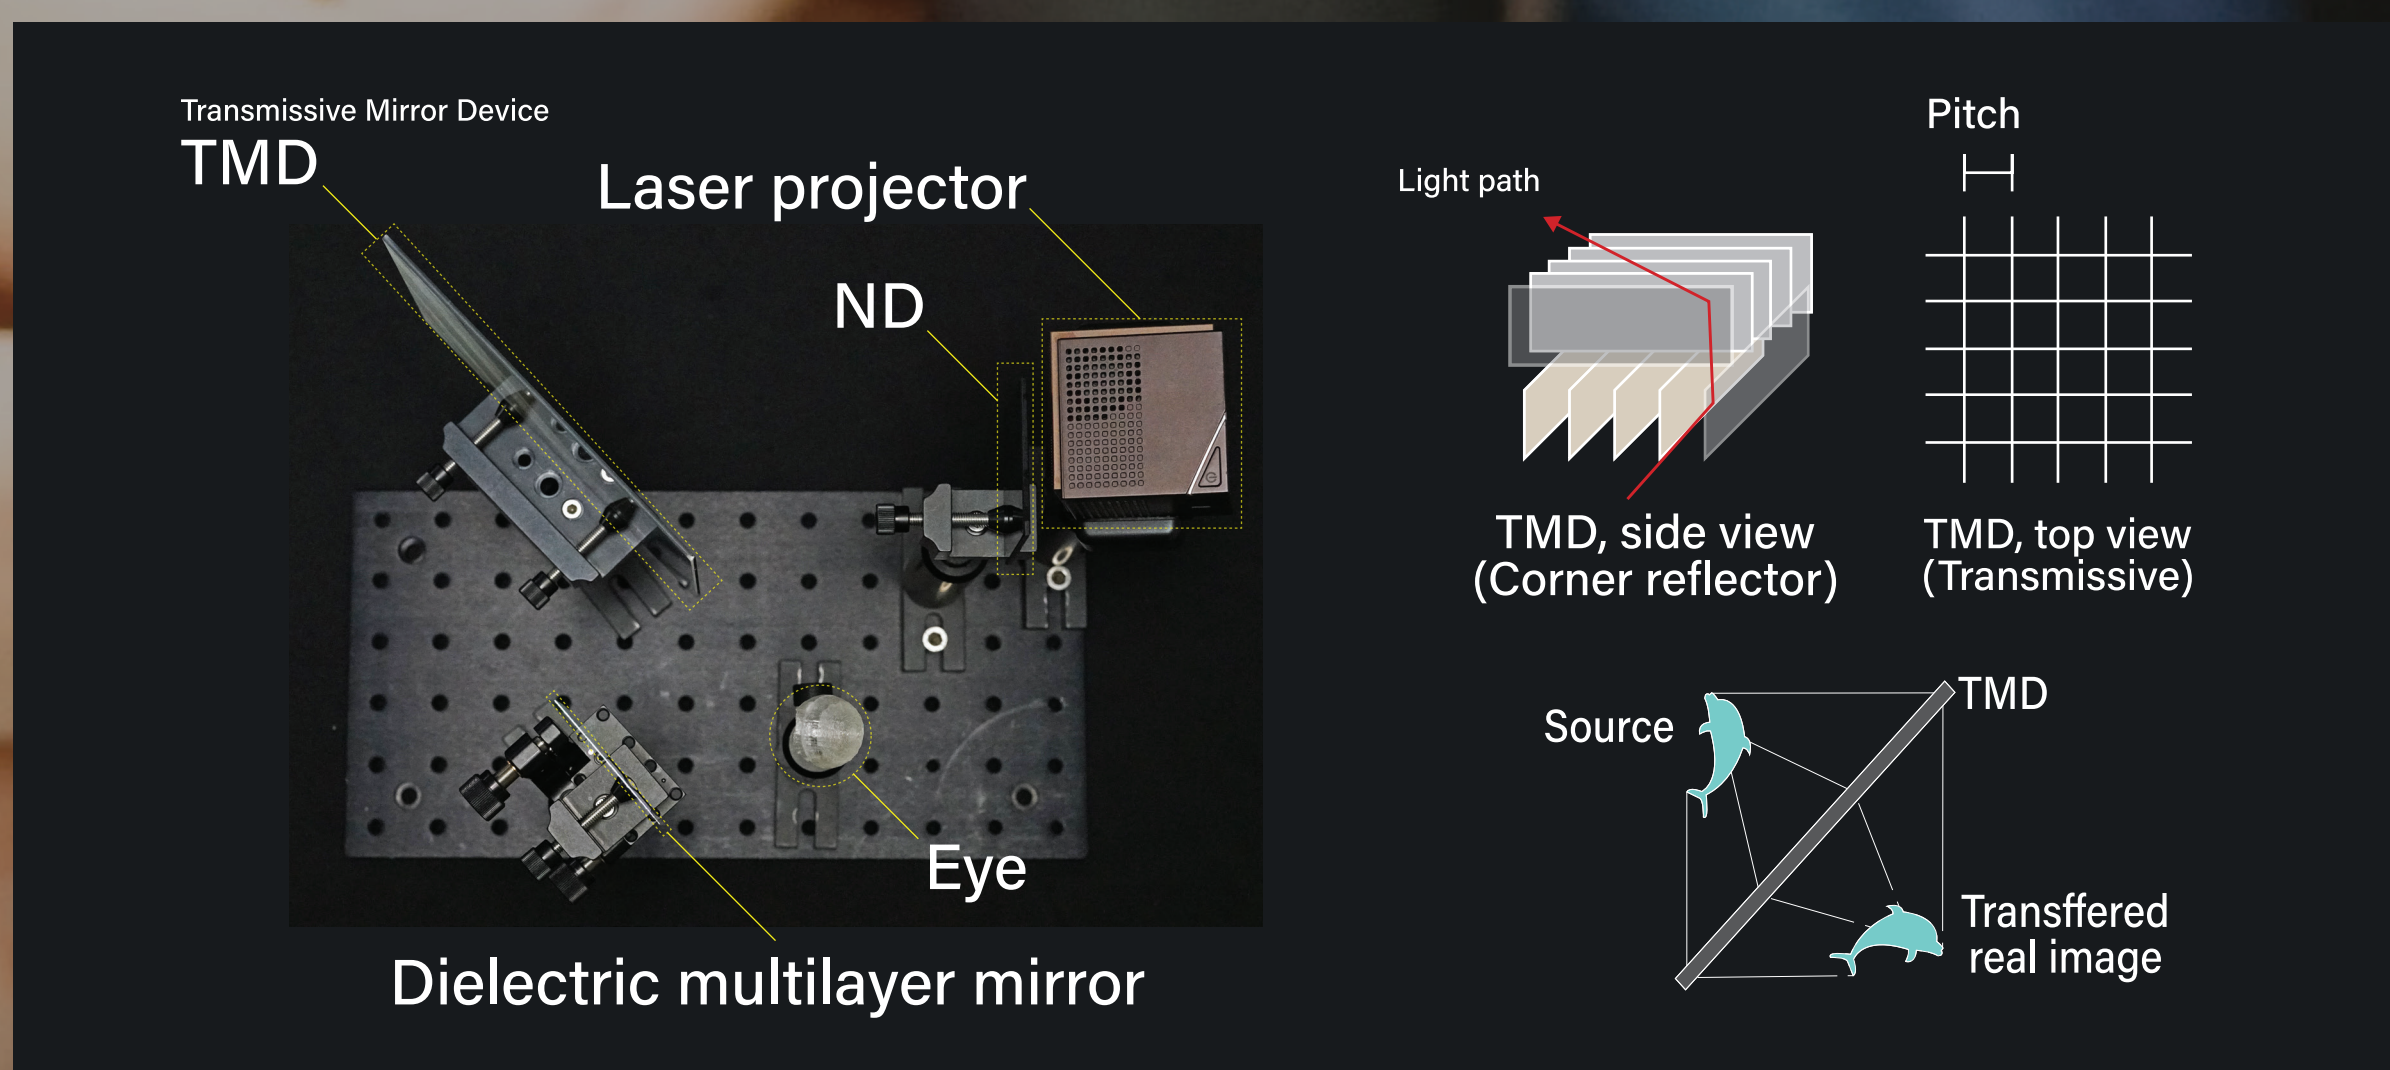 Transmissive Mirror Device
TMD
Laser projector
ND
Eye
Dielectric multilayer mirror
Light path
TMD, side view
(Corner reflector)
Pitch
TMD, top view
(Transmissive)
Source
TMD
Transffered
real image